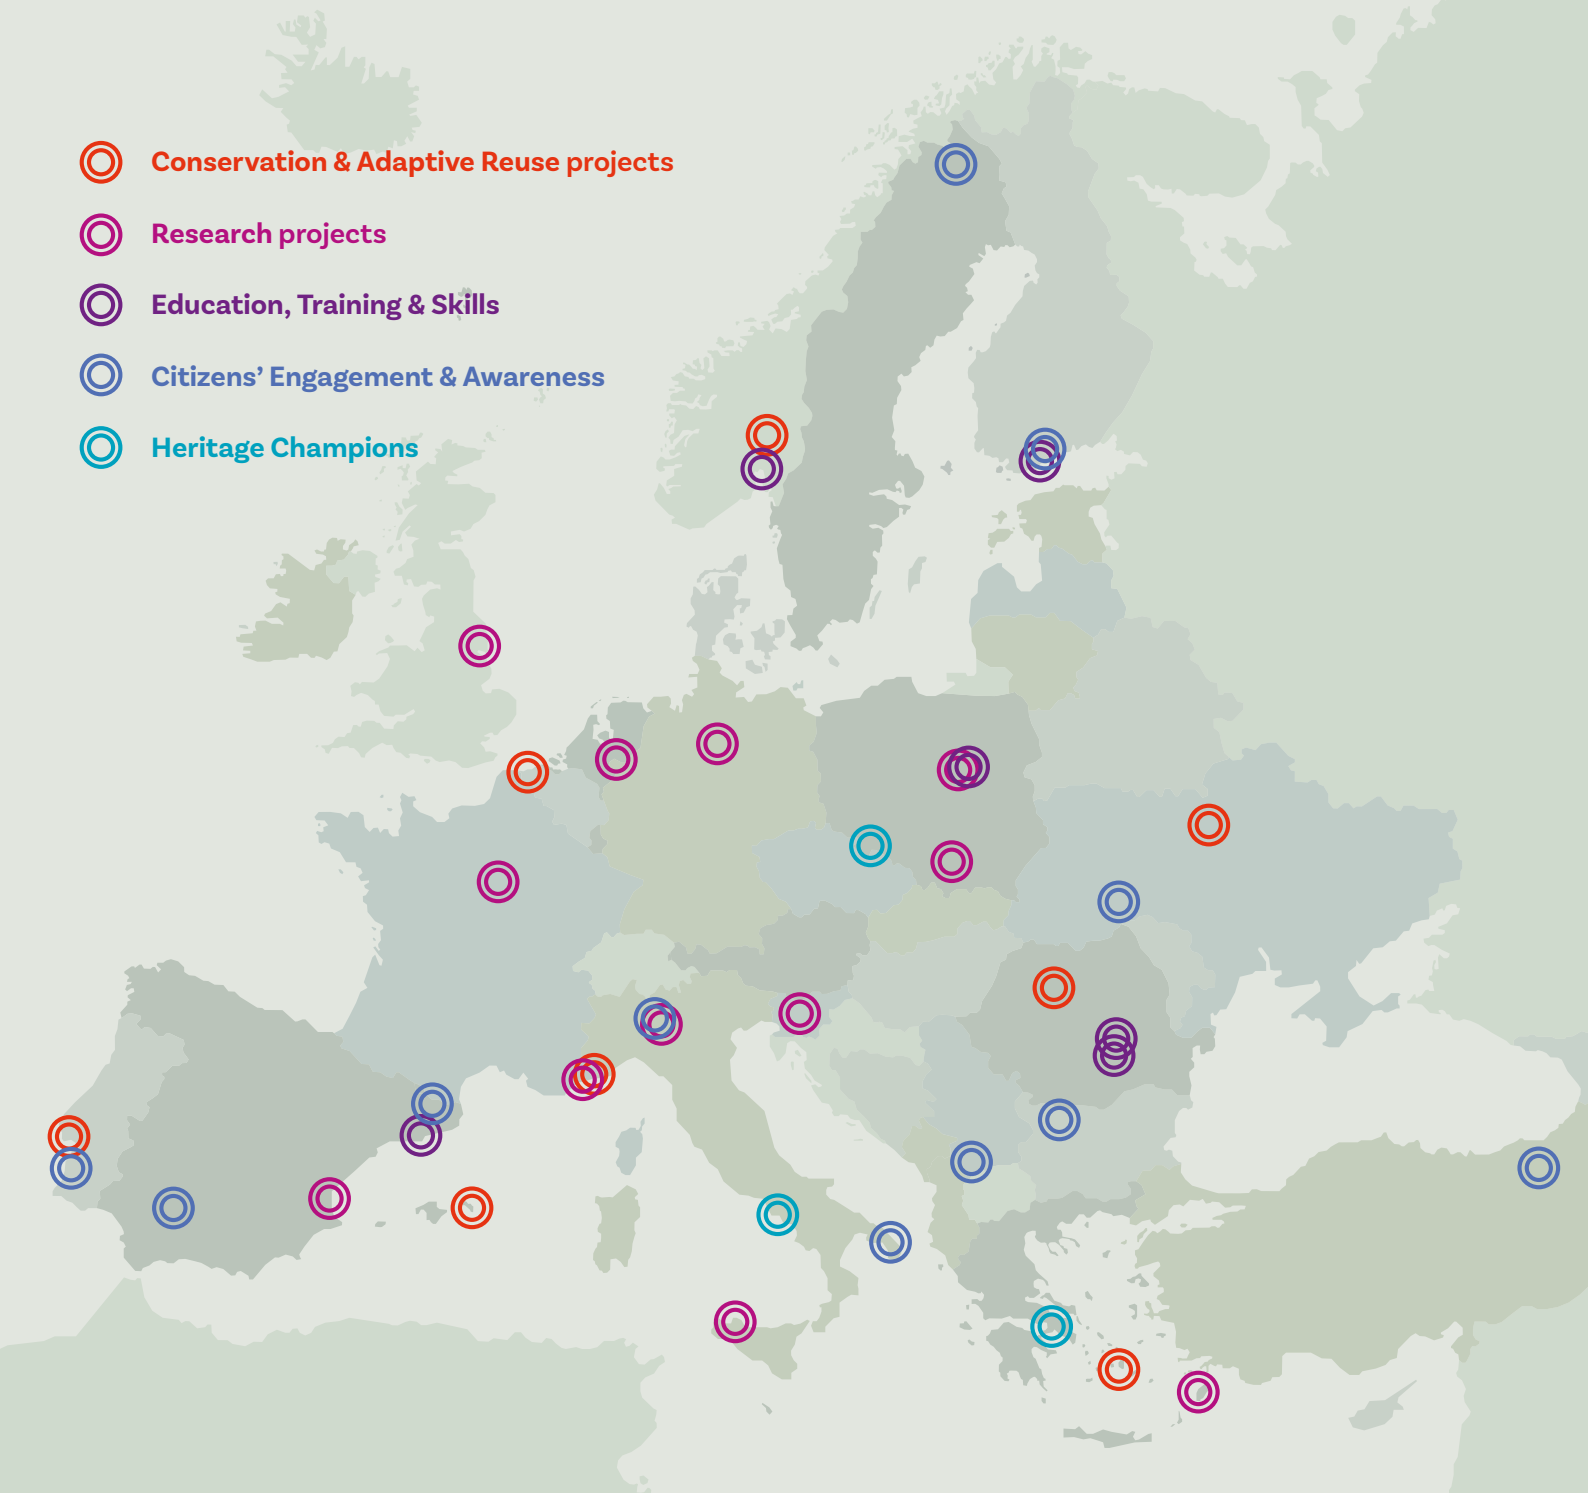 Conservation & Adaptive Reuse projects
Research projects
Education, Training & Skills
Citizens’ Engagement & Awareness
Heritage Champions